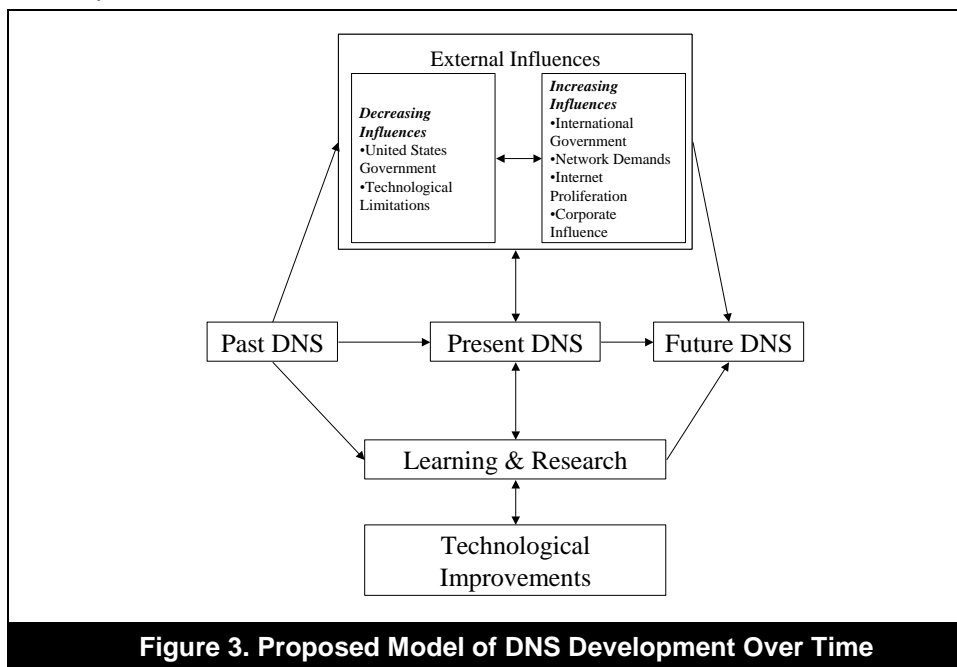 External Influences
Decreasing
Influences
•United States
Government
•Technological
Limitations
Increasing
Influences
•International
Government
•Network Demands
•Internet
Proliferation
•Corporate
Influence
Past DNS
Present DNS
Future DNS
Learning & Research
Technological
Improvements
Figure 3. Proposed Model of DNS Development Over Time